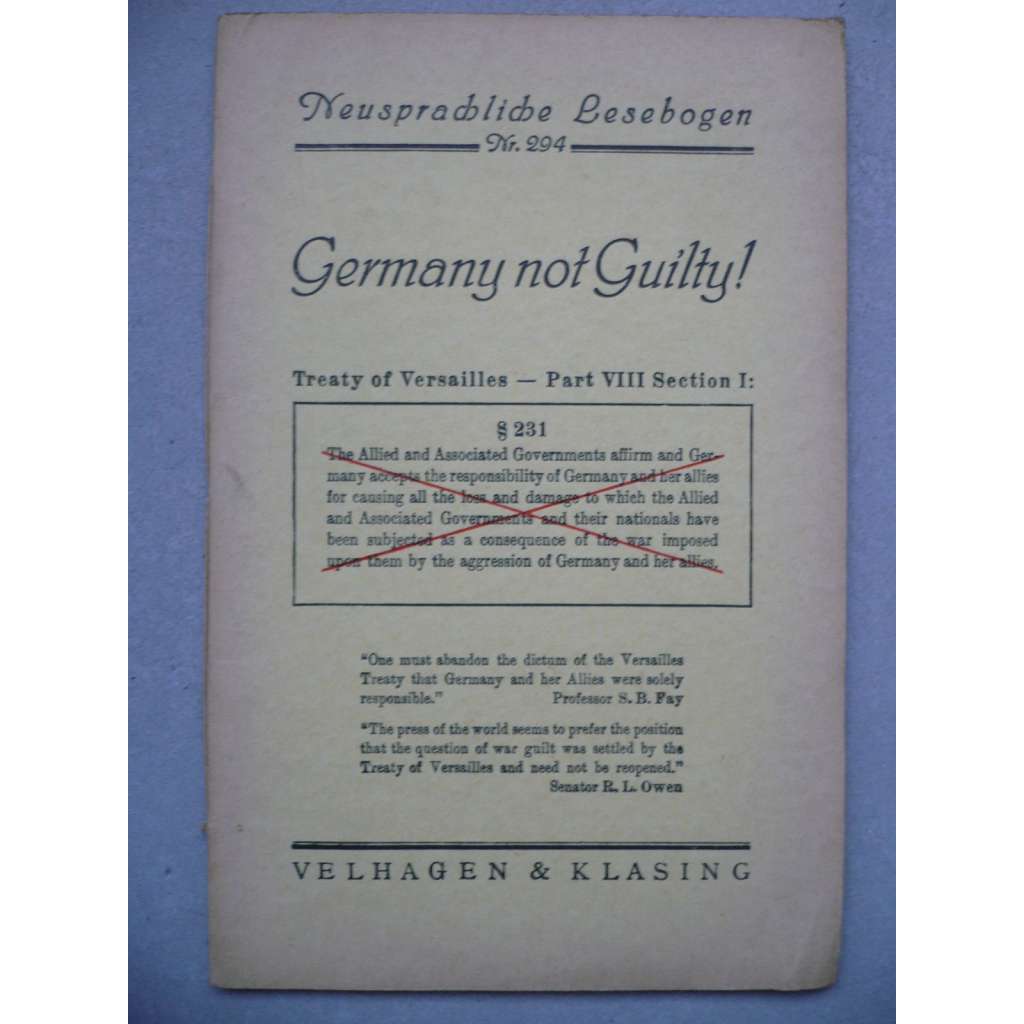 Neusprachliche Lesebogen
Nr. 294
Germany not Guilty!
Treaty of Versailles — Part VIII Section I:
§ 231
The Allied and Associated Governments affirm and Ger-
many accepts the responsibility of Germany and her allies
for causing all the loss and damage to which the Allied
and Associated Governments and their nationals have
been subjected as a consequence of the war imposed
upon them by the aggression of Germany and her allies.
"One must abandon the dictum of the Versailles
Treaty that Germany and her Allies were solely
responsible." Professor S. B. Fay
"The press of the world seems to prefer the position
that the question of war guilt was settled by the
Treaty of Versailles and need not be reopened."
Senator R. L. Owen
VELHAGEN & KLASING